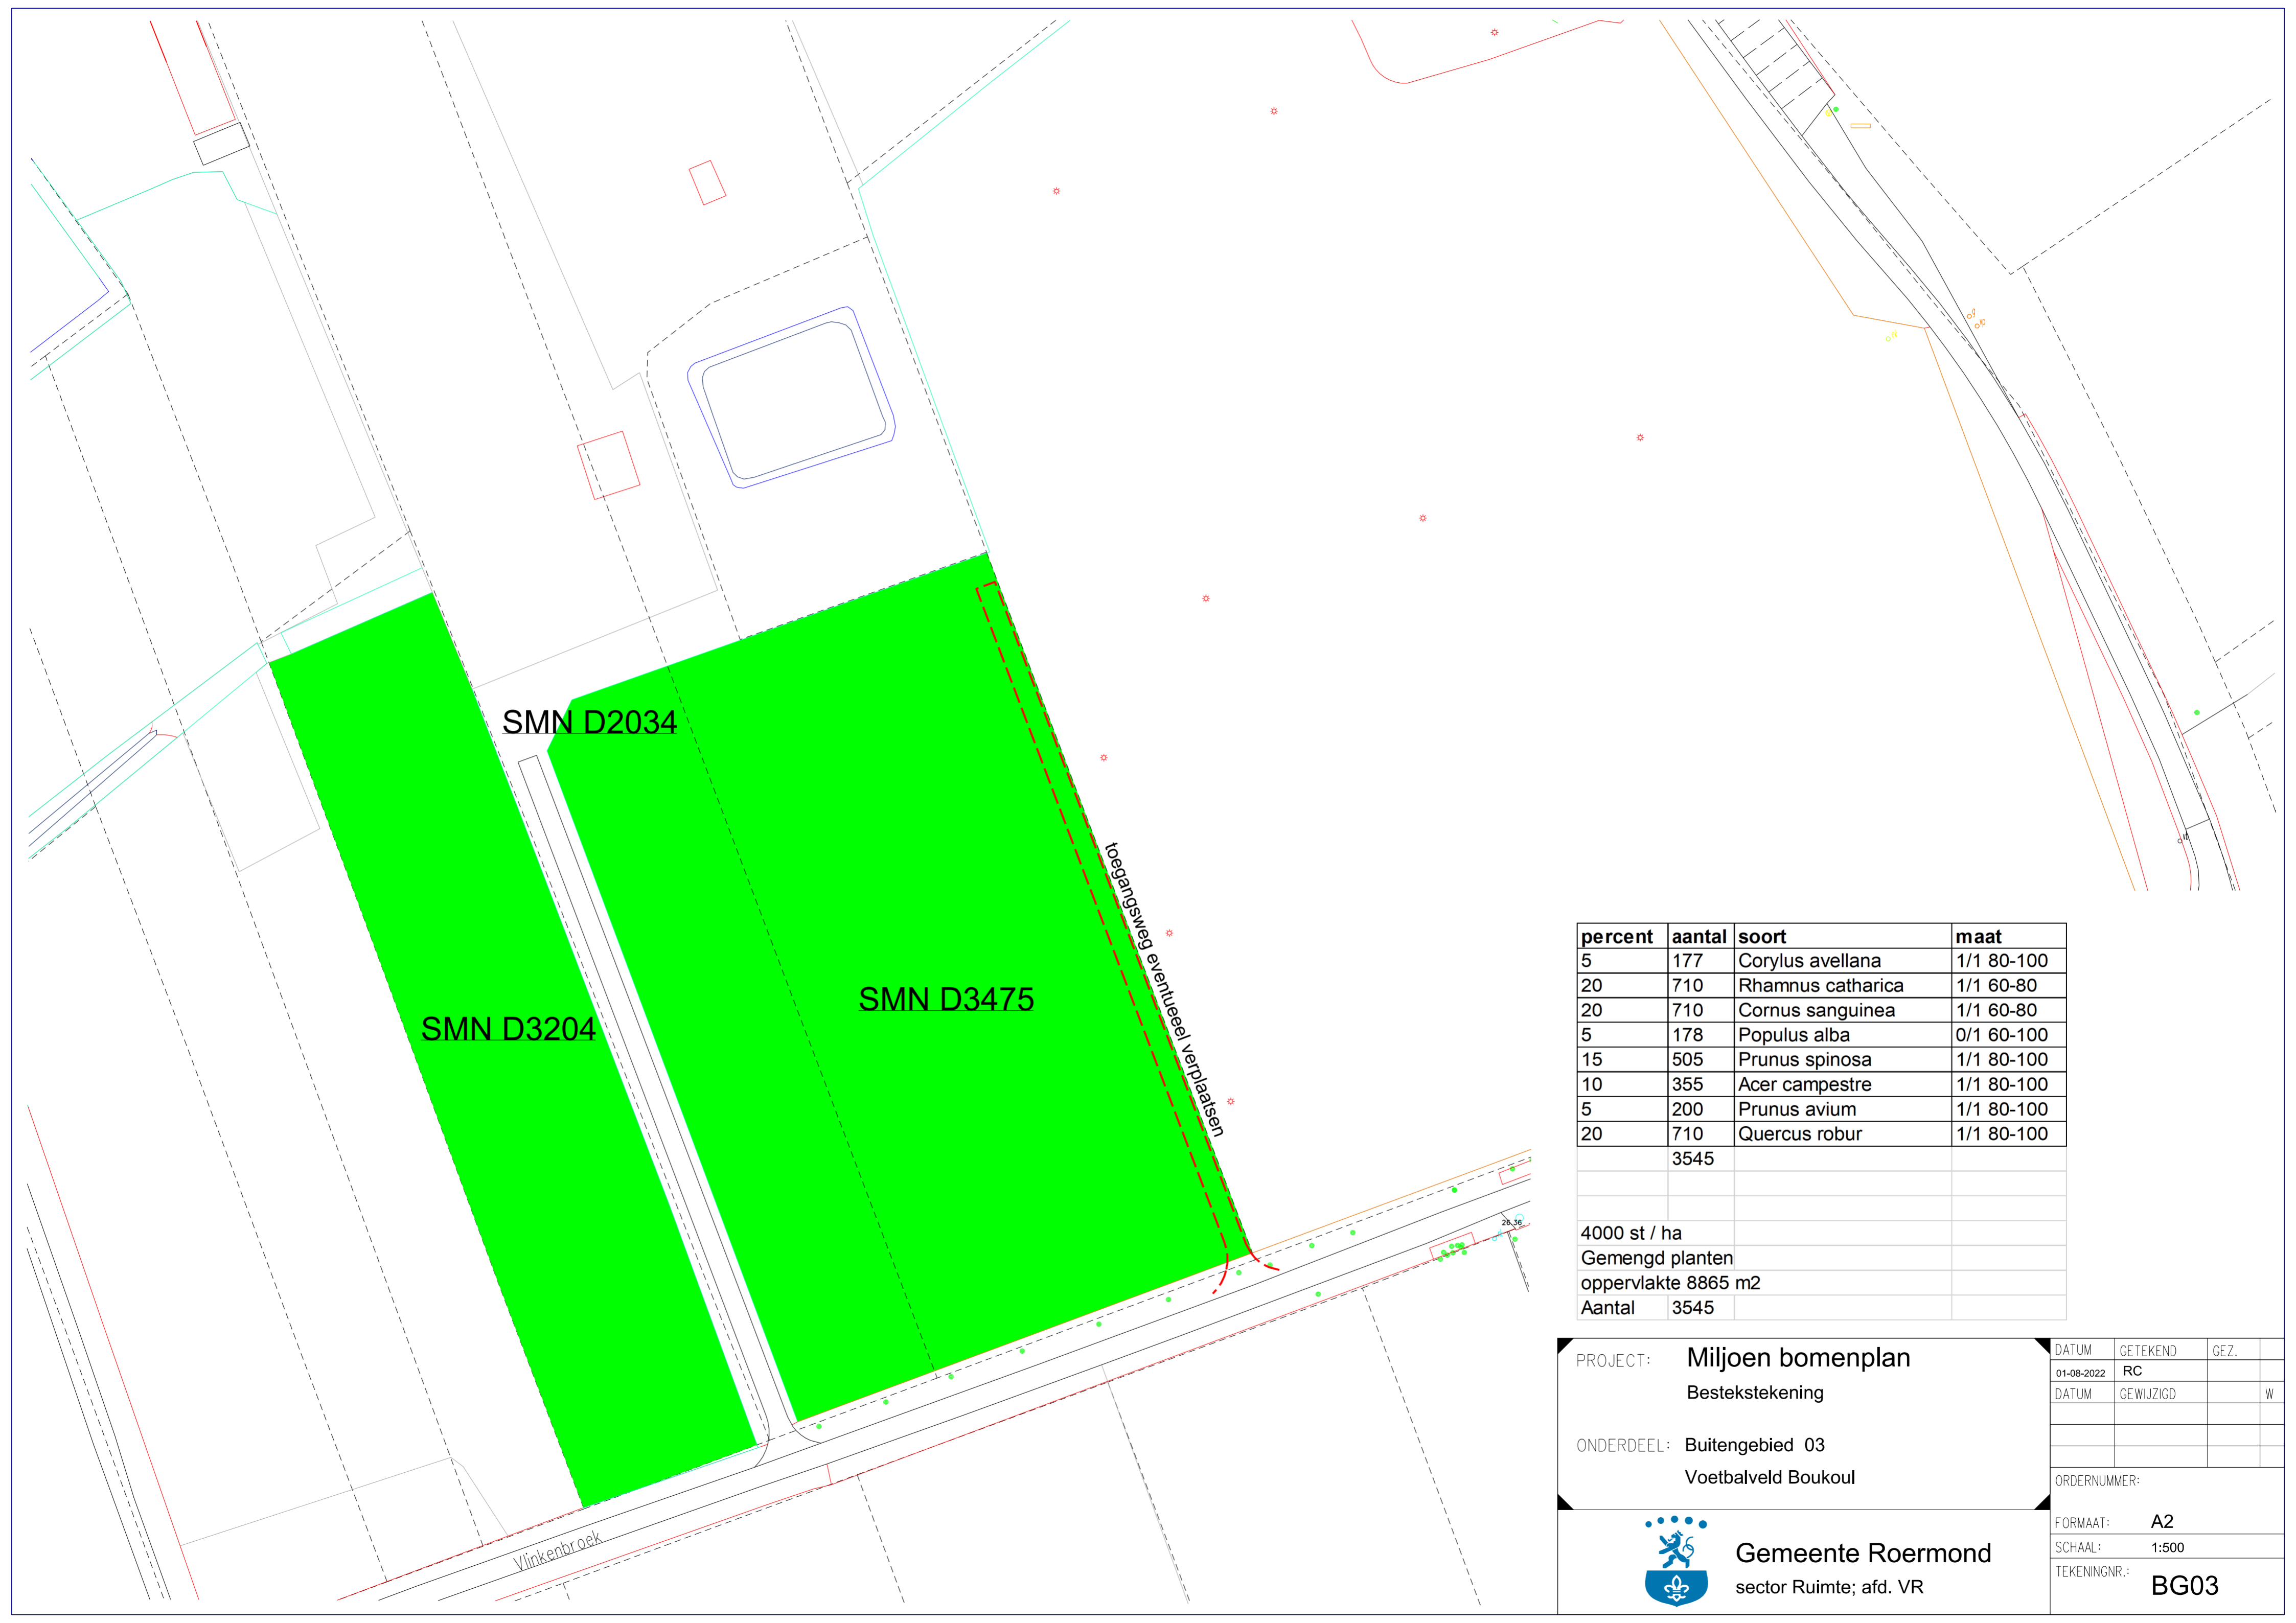 SMN D2034
SMN D3204
SMN D3475
toegangsweg eventueeel verplaatsen
Vlinkenbroek
26.36
percent aantal soort maat
5 177 Corylus avellana 1/1 80-100
20 710 Rhamnus catharica 1/1 60-80
20 710 Cornus sanguinea 1/1 60-80
5 178 Populus alba 0/1 60-100
15 505 Prunus spinosa 1/1 80-100
10 355 Acer campestre 1/1 80-100
5 200 Prunus avium 1/1 80-100
20 710 Quercus robur 1/1 80-100
3545
4000 st / ha
Gemengd planten
oppervlakte 8865 m2
Aantal 3545
PROJECT: Miljoen bomenplan
Bestekstekening
ONDERDEEL: Buitengebied 03
Voetbalveld Boukoul
Gemeente Roermond
sector Ruimte; afd. VR
DATUM GETEKEND GEZ.
01-08-2022 RC
DATUM GEWIJZIGD W
ORDERNUMMER:
FORMAAT: A2
SCHAAL: 1:500
TEKENINGNR.: BG03